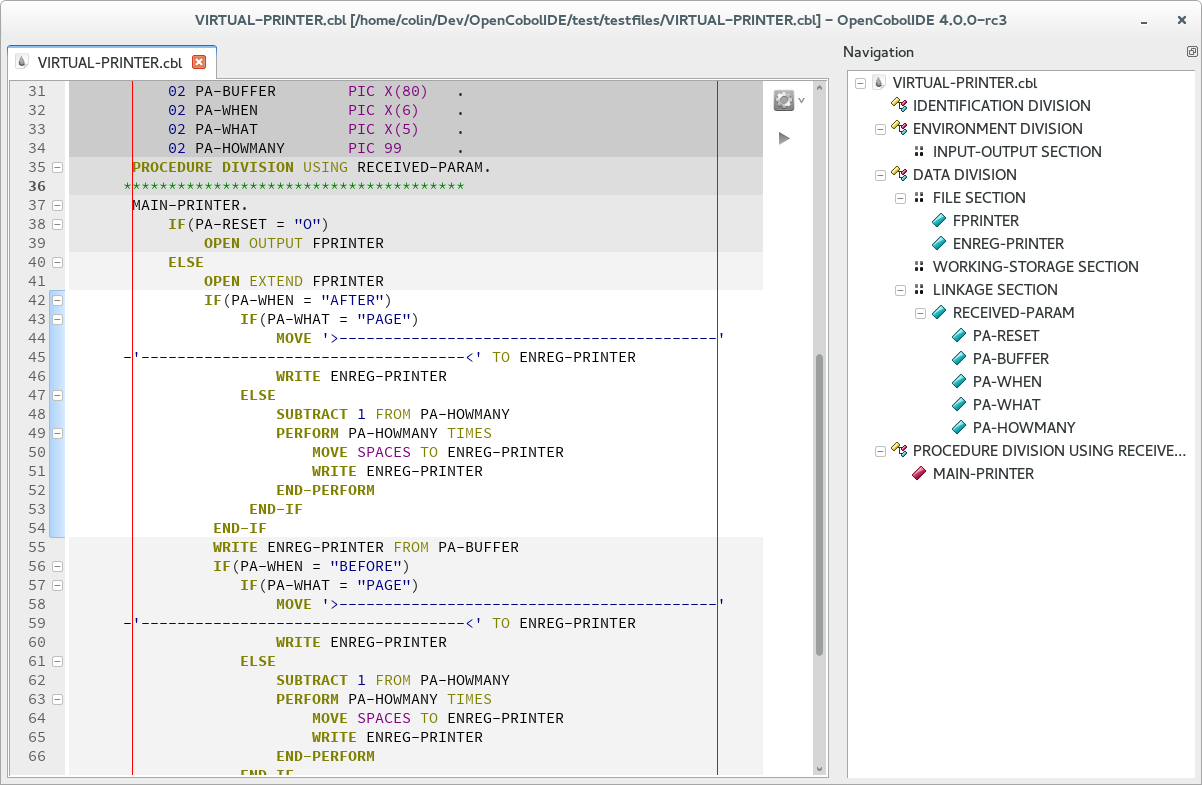 VIRTUAL-PRINTER.cbl [/home/colin/Dev/OpenCobolIDE/test/testfiles/VIRTUAL-PRINTER.cbl] - OpenCobolIDE 4.0.0-rc3
VIRTUAL-PRINTER.cbl
31 02 PA-BUFFER PIC X(80) .
32 02 PA-WHEN PIC X(6) .
33 02 PA-WHAT PIC X(5) .
34 02 PA-HOWMANY PIC 99 .
35 PROCEDURE DIVISION USING RECEIVED-PARAM.
36 **************************************
37 MAIN-PRINTER.
38 IF(PA-RESET = "O")
39 OPEN OUTPUT FPRINTER
40 ELSE
41 OPEN EXTEND FPRINTER
42 IF(PA-WHEN = "AFTER")
43 IF(PA-WHAT = "PAGE")
44 MOVE '>------------------------------------------'
45 -'------------------------------------<' TO ENREG-PRINTER
46 WRITE ENREG-PRINTER
47 ELSE
48 SUBTRACT 1 FROM PA-HOWMANY
49 PERFORM PA-HOWMANY TIMES
50 MOVE SPACES TO ENREG-PRINTER
51 WRITE ENREG-PRINTER
52 END-PERFORM
53 END-IF
54 END-IF
55 WRITE ENREG-PRINTER FROM PA-BUFFER
56 IF(PA-WHEN = "BEFORE")
57 IF(PA-WHAT = "PAGE")
58 MOVE '>------------------------------------------'
59 -'------------------------------------<' TO ENREG-PRINTER
60 WRITE ENREG-PRINTER
61 ELSE
62 SUBTRACT 1 FROM PA-HOWMANY
63 PERFORM PA-HOWMANY TIMES
64 MOVE SPACES TO ENREG-PRINTER
65 WRITE ENREG-PRINTER
66 END-PERFORM
END-IF
Navigation
VIRTUAL-PRINTER.cbl
IDENTIFICATION DIVISION
ENVIRONMENT DIVISION
INPUT-OUTPUT SECTION
DATA DIVISION
FILE SECTION
FPRINTER
ENREG-PRINTER
WORKING-STORAGE SECTION
LINKAGE SECTION
RECEIVED-PARAM
PA-RESET
PA-BUFFER
PA-WHEN
PA-WHAT
PA-HOWMANY
PROCEDURE DIVISION USING RECEIVE...
MAIN-PRINTER